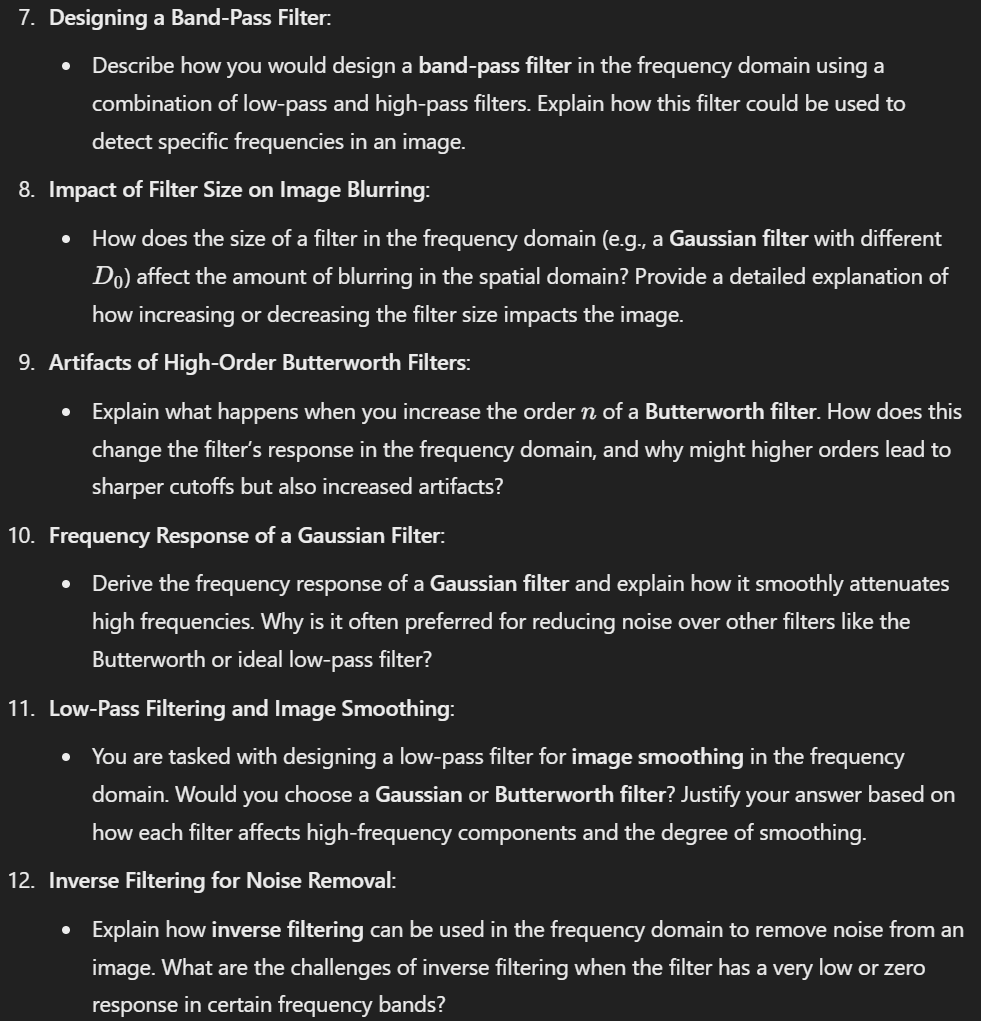 7. Designing a Band-Pass Filter:
• Describe how you would design a band-pass filter in the frequency domain using a
combination of low-pass and high-pass filters. Explain how this filter could be used to
detect specific frequencies in an image.
8. Impact of Filter Size on Image Blurring:
• How does the size of a filter in the frequency domain (e.g., a Gaussian filter with different
D₀) affect the amount of blurring in the spatial domain? Provide a detailed explanation of
how increasing or decreasing the filter size impacts the image.
9. Artifacts of High-Order Butterworth Filters:
• Explain what happens when you increase the order n of a Butterworth filter. How does this
change the filter's response in the frequency domain, and why might higher orders lead to
sharper cutoffs but also increased artifacts?
10. Frequency Response of a Gaussian Filter:
• Derive the frequency response of a Gaussian filter and explain how it smoothly attenuates
high frequencies. Why is it often preferred for reducing noise over other filters like the
Butterworth or ideal low-pass filter?
11. Low-Pass Filtering and Image Smoothing:
• You are tasked with designing a low-pass filter for image smoothing in the frequency
domain. Would you choose a Gaussian or Butterworth filter? Justify your answer based on
how each filter affects high-frequency components and the degree of smoothing.
12. Inverse Filtering for Noise Removal:
• Explain how inverse filtering can be used in the frequency domain to remove noise from an
image. What are the challenges of inverse filtering when the filter has a very low or zero
response in certain frequency bands?